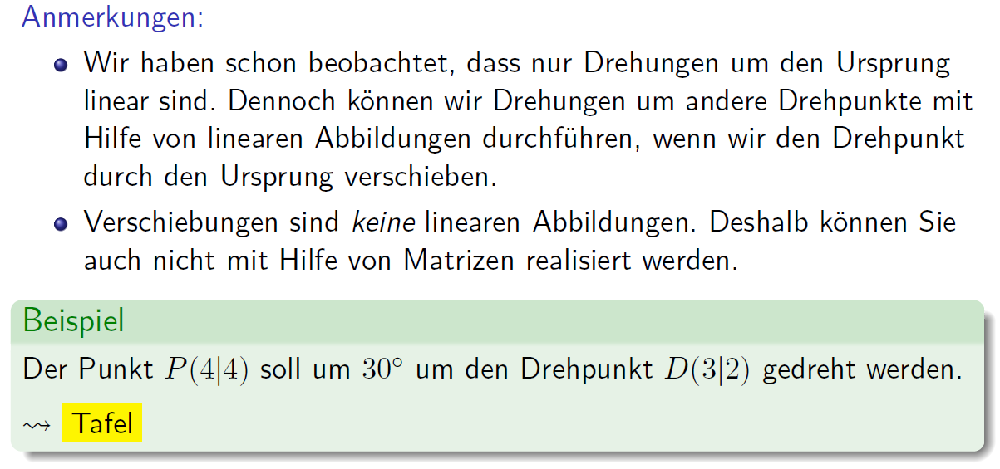 Anmerkungen:
Wir haben schon beobachtet, dass nur Drehungen um den Ursprung
linear sind. Dennoch können wir Drehungen um andere Drehpunkte mit
Hilfe von linearen Abbildungen durchführen, wenn wir den Drehpunkt
durch den Ursprung verschieben.
Verschiebungen sind keine linearen Abbildungen. Deshalb können Sie
auch nicht mit Hilfe von Matrizen realisiert werden.
Beispiel
Der Punkt P(4|4) soll um 30° um den Drehpunkt D(3|2) gedreht werden.
⇝ Tafel